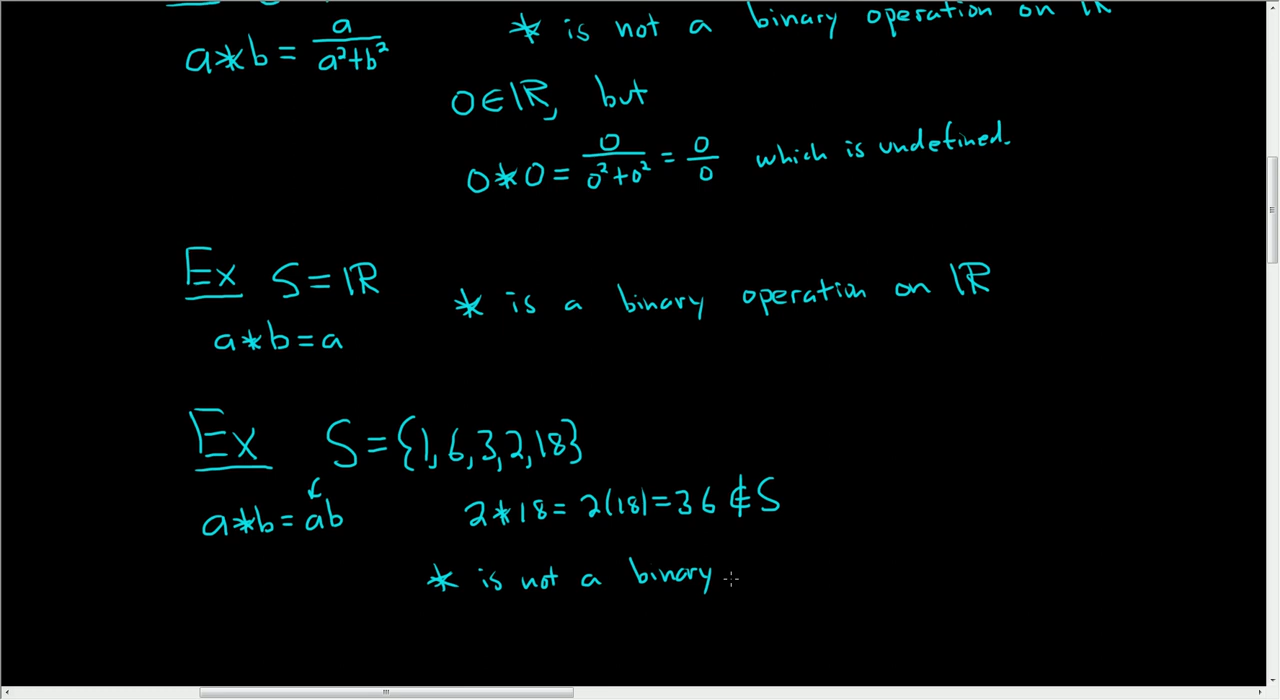 a*b = a/(a²+b²)   * is not a binary operation on ℝ
0∈ℝ, but
0*0 = 0/(0²+0²) = 0/0 which is undefined.
Ex S=ℝ
* is a binary operation on ℝ
a*b=a
Ex S={1,6,3,2,18}
a*b=ab   2*18=2(18)=36∉S
* is not a binary